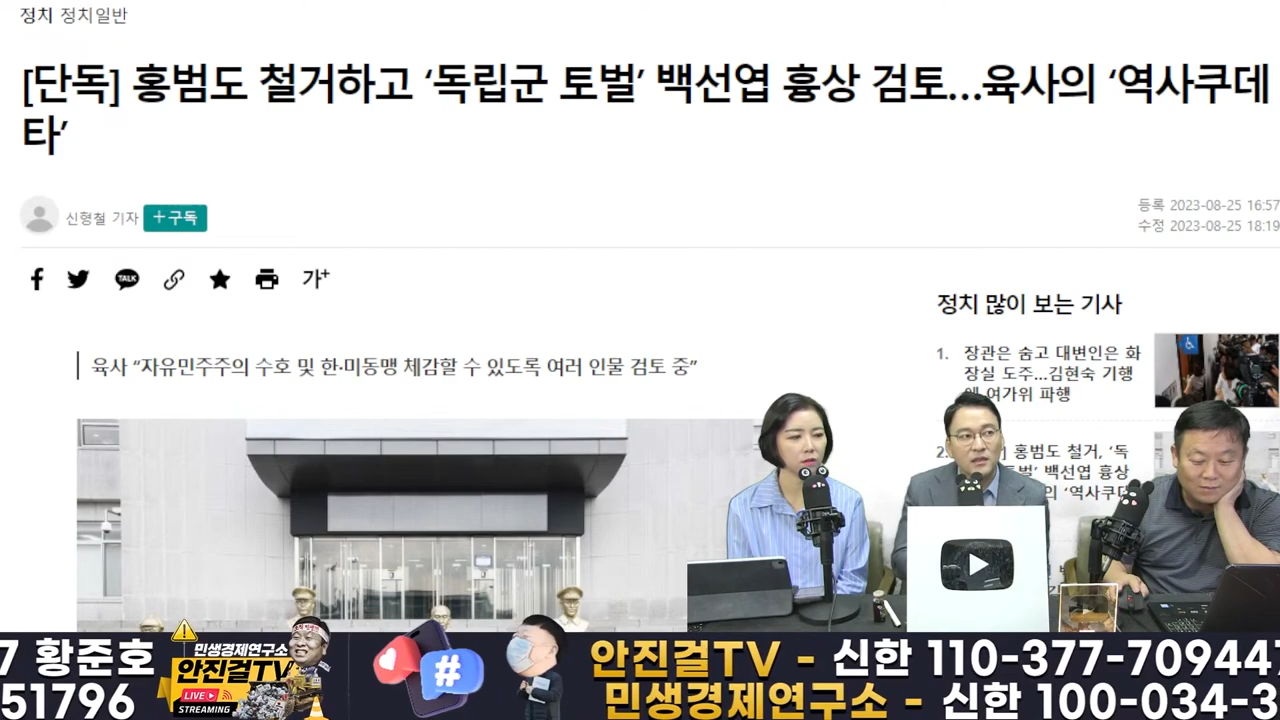 정치 정치일반
[단독] 홍범도 철거하고 ‘독립군 토벌’ 백선엽 흉상 검토…육사의 ‘역사쿠데
타’
신형철 기자 +구독
등록 2023-08-25 16:57
수정 2023-08-25 18:19
TALK 가+
육사 “자유민주주의 수호 및 한·미동맹 체감할 수 있도록 여러 인물 검토 중”
정치 많이 보는 기사
1. 장관은 숨고 대변인은 화
장실 도주…김현숙 기행
여가위 파행
2. 홍범도 철거, ‘독
백선엽 흉상
‘역사쿠데
7 황준호
51796
민생경제연구소
안진걸TV
LIVE
STREAMING
#
안진걸TV - 신한 110-377-709447
민생경제연구소 - 신한 100-034-3